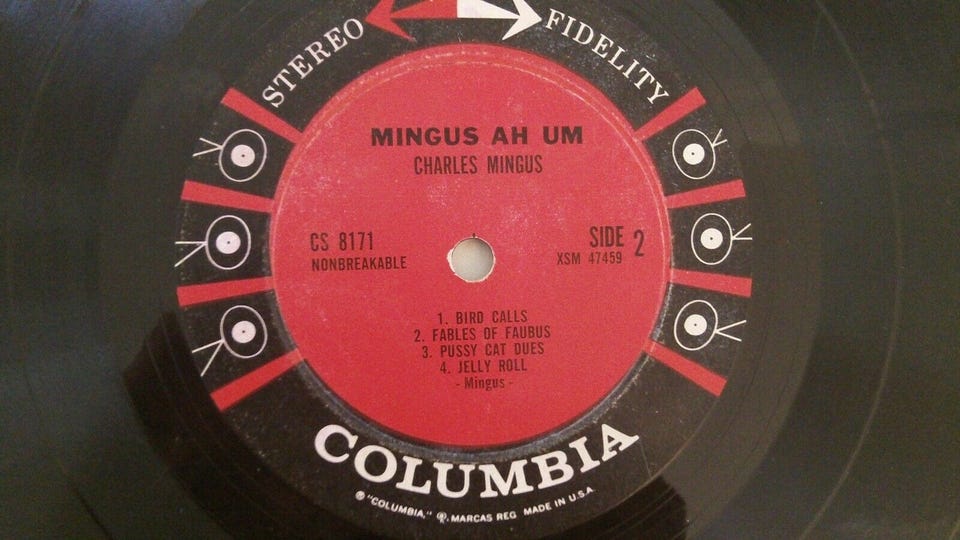 STEREO FIDELITY
MINGUS AH UM
CHARLES MINGUS
CS 8171
NONBREAKABLE
SIDE 2
XSM 47459
1. BIRD CALLS
2. FABLES OF FAUBUS
3. PUSSY CAT DUES
4. JELLY ROLL
- Mingus -
COLUMBIA
® "COLUMBIA," ⓜ, MARCAS REG MADE IN U.S.A